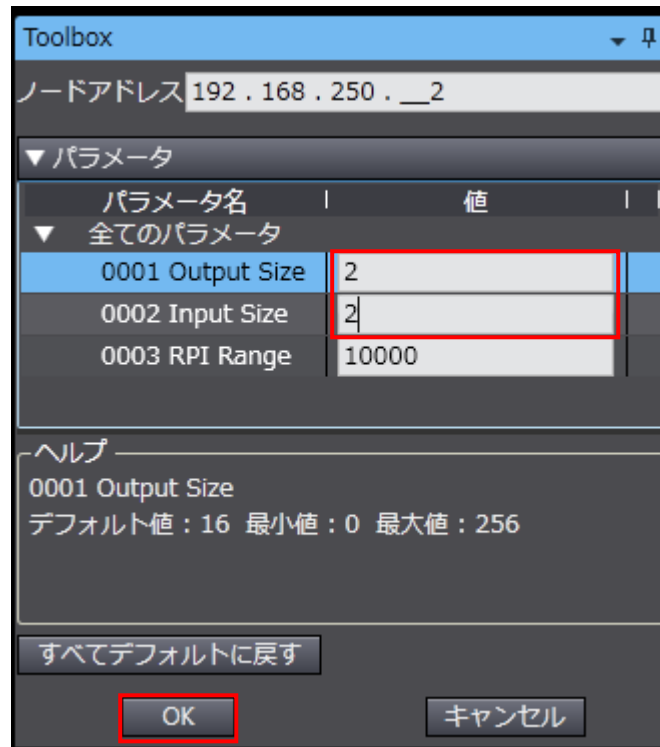 Toolbox
ノードアドレス 192 . 168 . 250 . __2
▼ パラメータ
パラメータ名 値
▼ 全てのパラメータ
0001 Output Size 2
0002 Input Size 2
0003 RPI Range 10000
ヘルプ
0001 Output Size
デフォルト値：16 最小値：0 最大値：256
すべてデフォルトに戻す
OK キャンセル